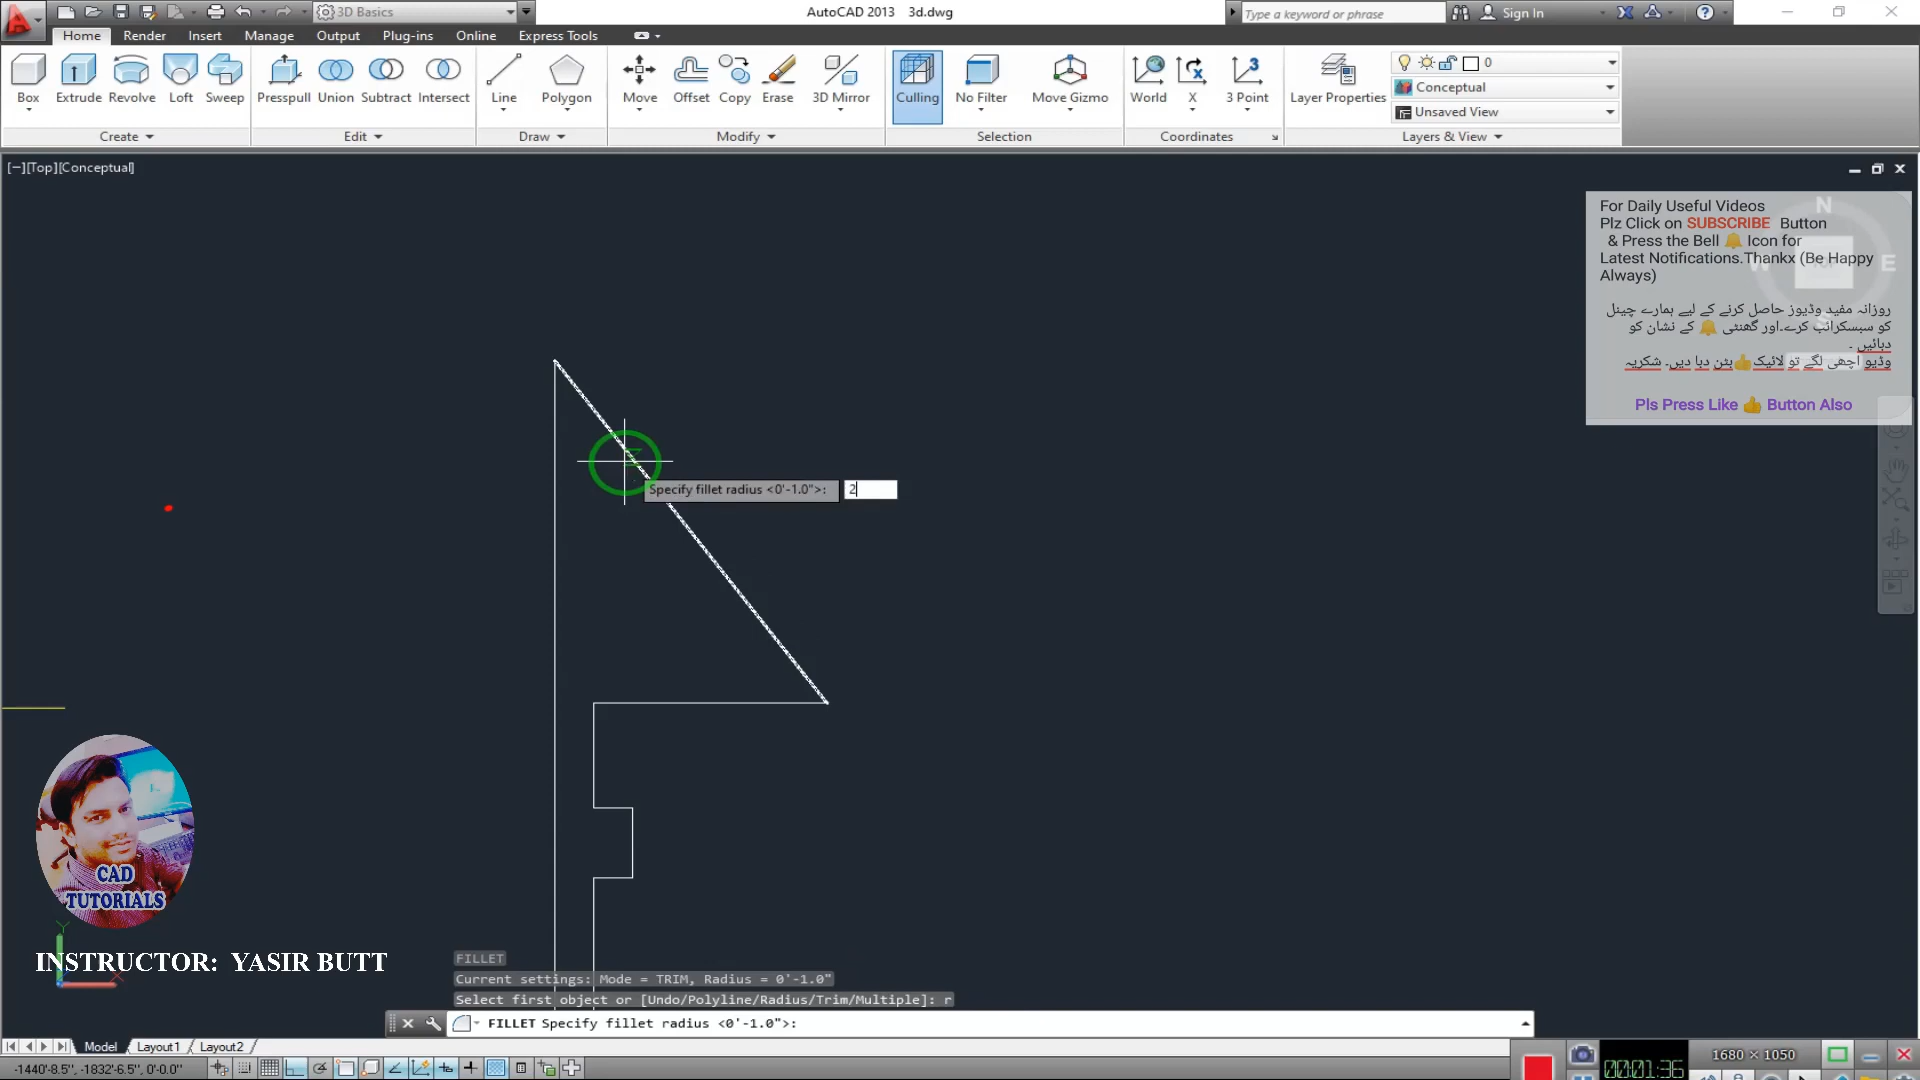 3D Basics
AutoCAD 2013 3d.dwg
Type a keyword or phrase
Sign In
Home Render Insert Manage Output Plug-ins Online Express Tools
Box Extrude Revolve Loft Sweep Presspull Union Subtract Intersect Line Polygon Move Offset Copy Erase 3D Mirror Culling No Filter Move Gizmo World X 3 Point Layer Properties
0
Conceptual
Unsaved View
Create Edit Draw Modify Selection Coordinates Layers & View
[−][Top][Conceptual]
For Daily Useful Videos
Plz Click on SUBSCRIBE Button
& Press the Bell 🔔 Icon for
Latest Notifications.Thankx (Be Happy
Always)
روزانہ مفید وڈیوز حاصل کرنے کے لیے ہمارے چینل
کو سبسکرائب کرے۔اور گھنٹی 🔔 کے نشان کو
دبائیں ۔
وڈیو اچھی لگے تو لائیک👍بٹن دبا دیں۔ شکریہ
Pls Press Like 👍 Button Also
N
W
E
Specify fillet radius <0'-1.0">: 2
CAD
TUTORIALS
Y
X
INSTRUCTOR: YASIR BUTT
FILLET
Current settings: Mode = TRIM, Radius = 0'-1.0"
Select first object or [Undo/Polyline/Radius/Trim/Multiple]: r
FILLET Specify fillet radius <0'-1.0">:
Model Layout1 Layout2
-1440'-8.5", -1832'-6.5", 0'-0.0"
00:01:36
1680 × 1050